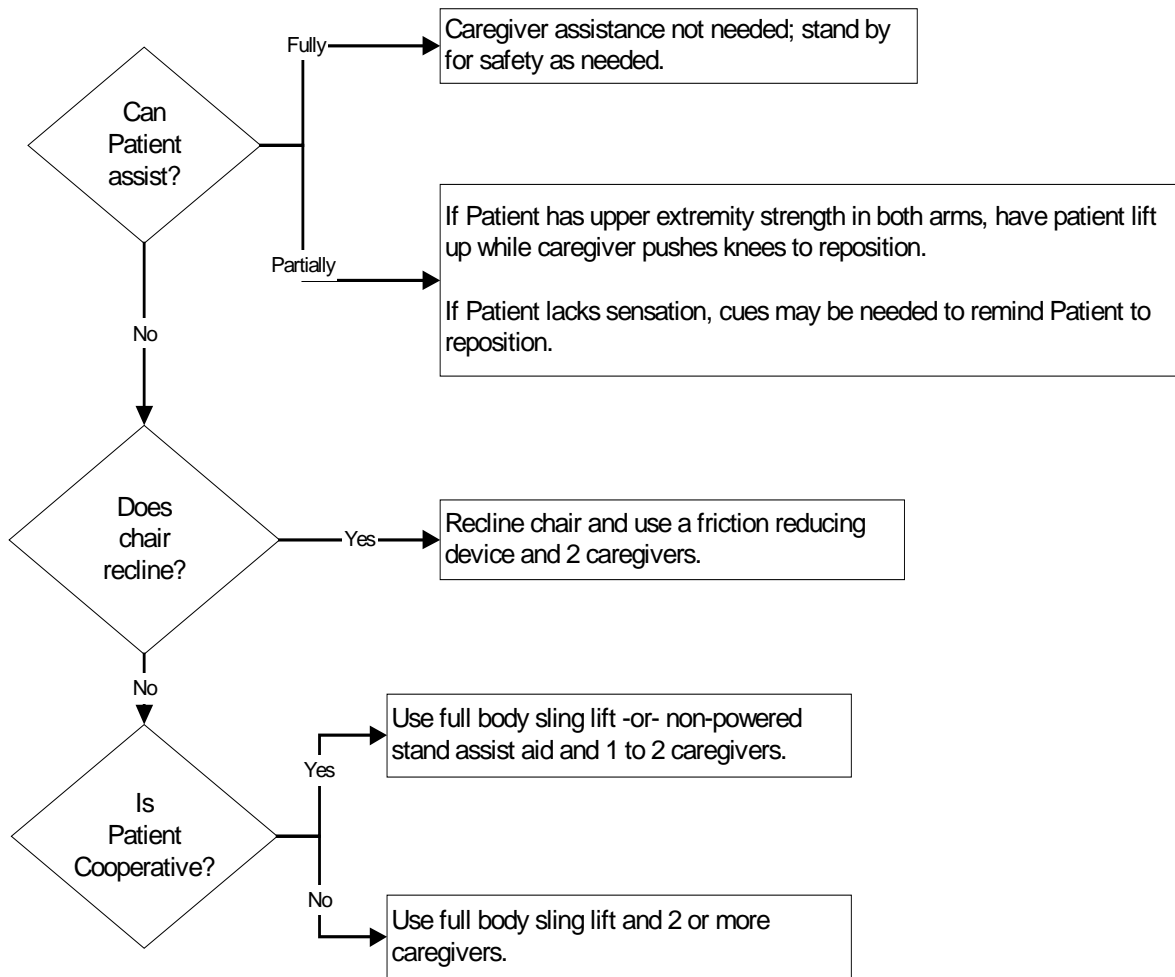 Caregiver assistance not needed; stand by
for safety as needed.
Fully
Can
Patient
assist?
If Patient has upper extremity strength in both arms, have patient lift
up while caregiver pushes knees to reposition.
Partially
If Patient lacks sensation, cues may be needed to remind Patient to
reposition.
No
Does
chair
recline?
Yes
Recline chair and use a friction reducing
device and 2 caregivers.
No
Use full body sling lift -or- non-powered
stand assist aid and 1 to 2 caregivers.
Yes
Is
Patient
Cooperative?
No
Use full body sling lift and 2 or more
caregivers.